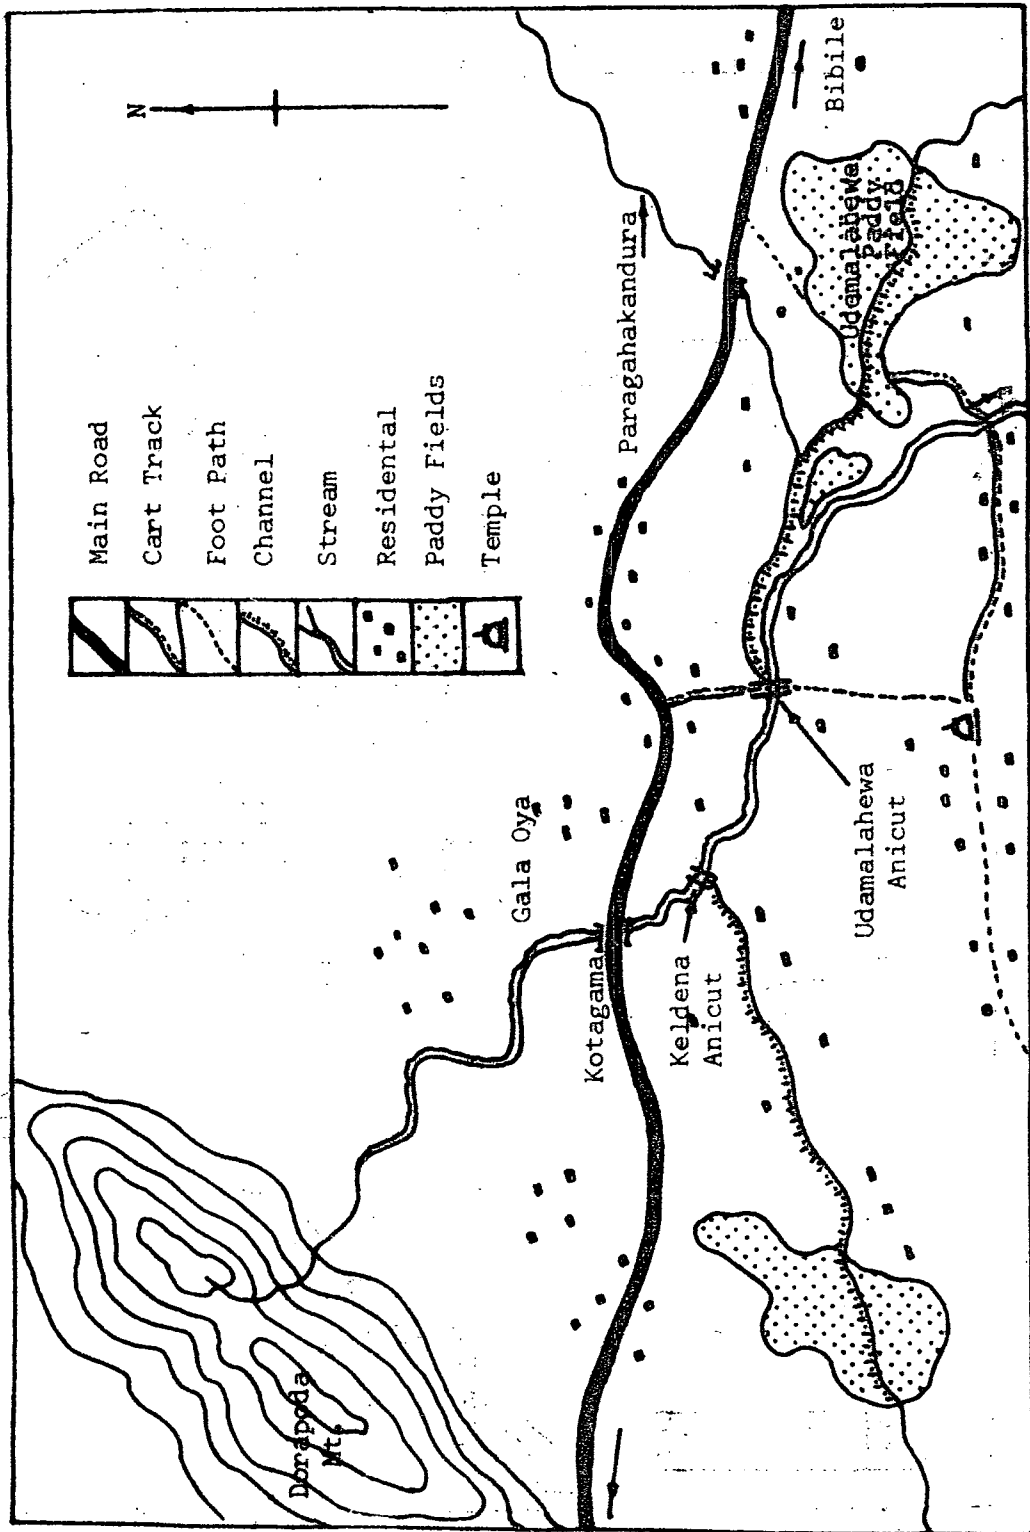 N
Main Road
Cart Track
Foot Path
Channel
Stream
Residental
Paddy Fields
Temple
Dorapoda
Mt.
Gala Oya
Kotagama
Keldena
Anicut
Udamalahewa
Anicut
Paragahakandura
Udamalahewa
Paddy
Field
Bibile